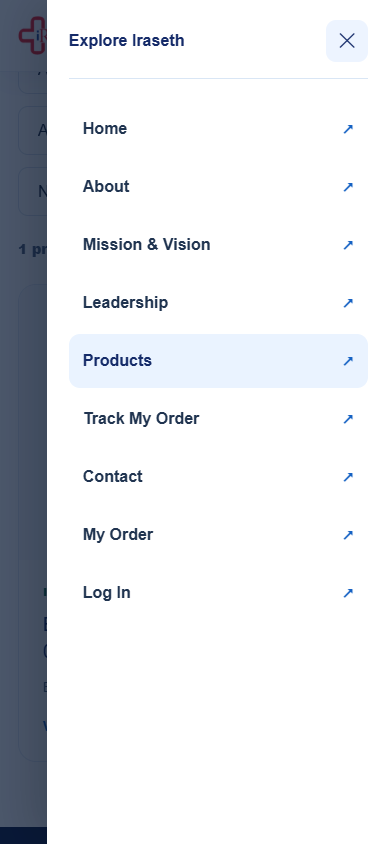 Explore Iraseth
Home
About
Mission & Vision
Leadership
Products
Track My Order
Contact
My Order
Log In